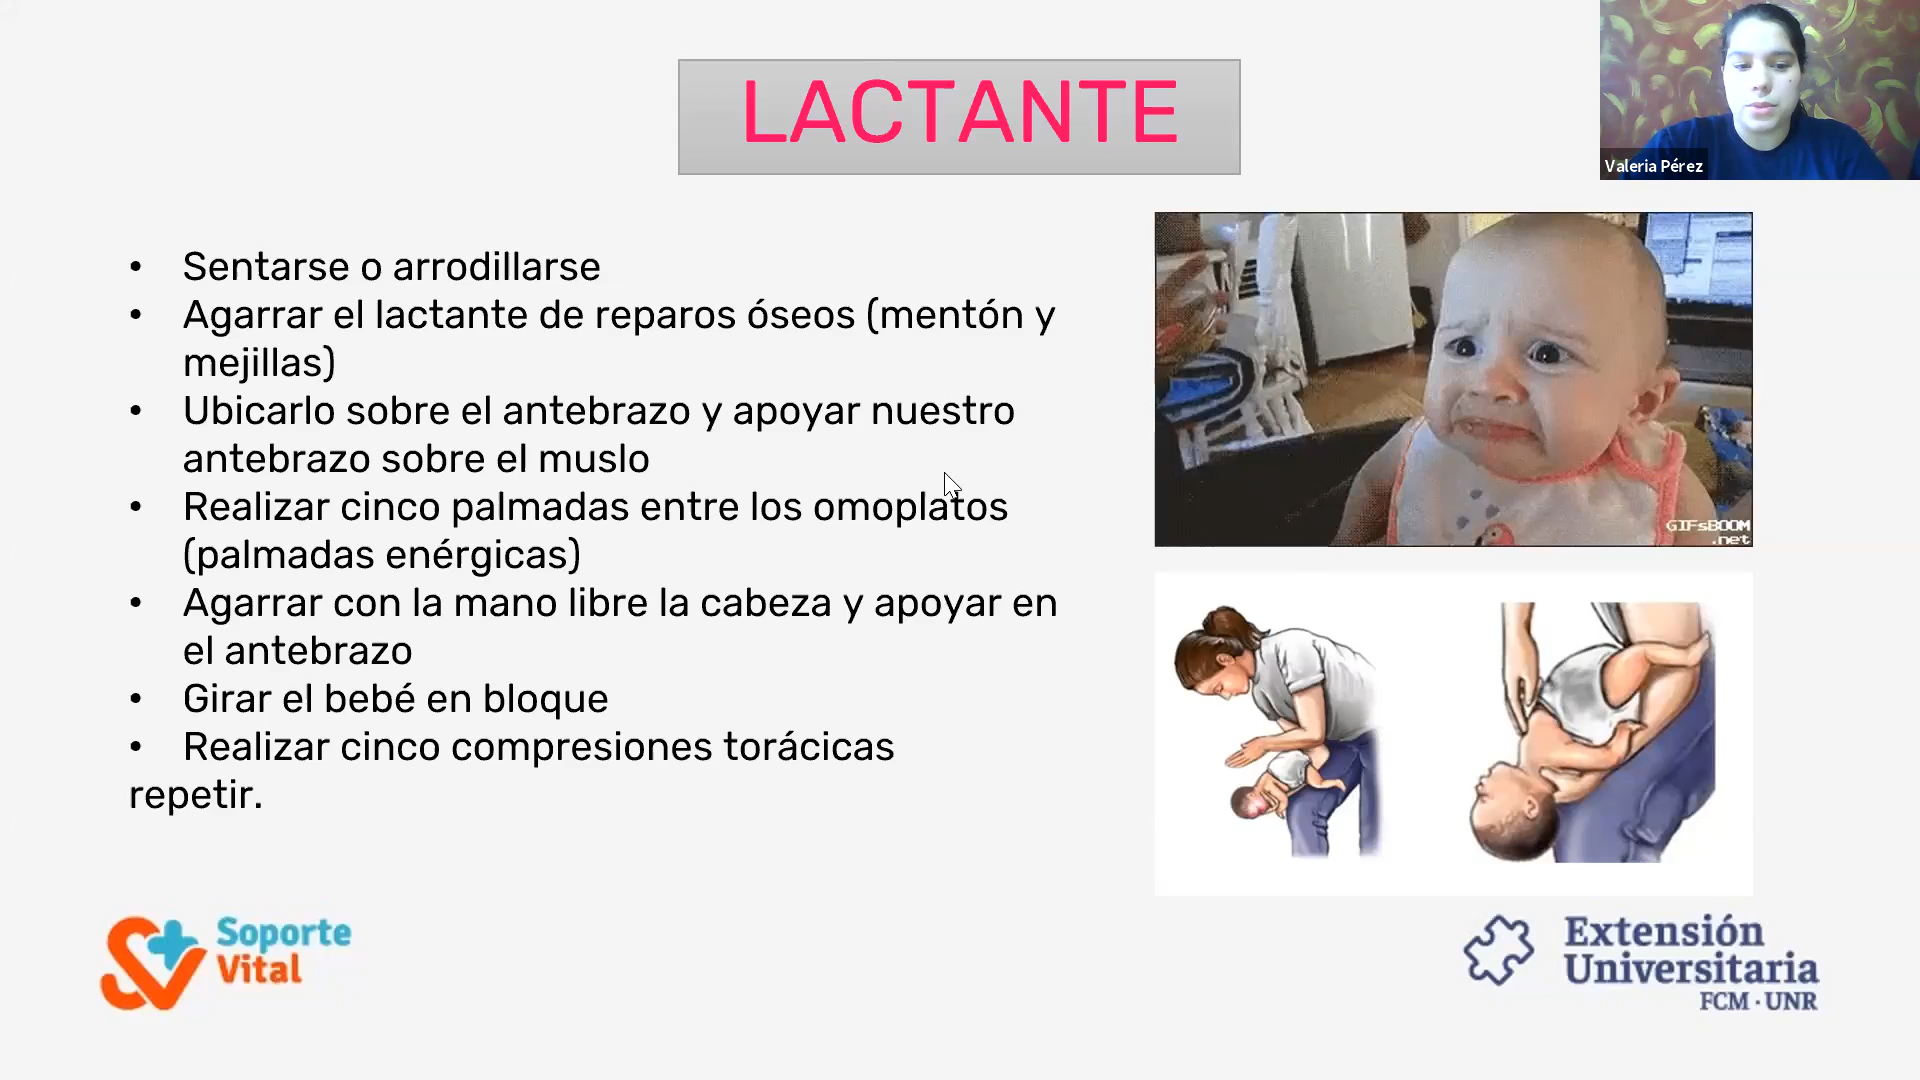 LACTANTE
Valeria Pérez
• Sentarse o arrodillarse
• Agarrar el lactante de reparos óseos (mentón y
mejillas)
• Ubicarlo sobre el antebrazo y apoyar nuestro
antebrazo sobre el muslo
• Realizar cinco palmadas entre los omoplatos
(palmadas enérgicas)
• Agarrar con la mano libre la cabeza y apoyar en
el antebrazo
• Girar el bebé en bloque
• Realizar cinco compresiones torácicas
repetir.
GIFsBOOM
.net
Soporte
Vital
Extensión
Universitaria
FCM · UNR